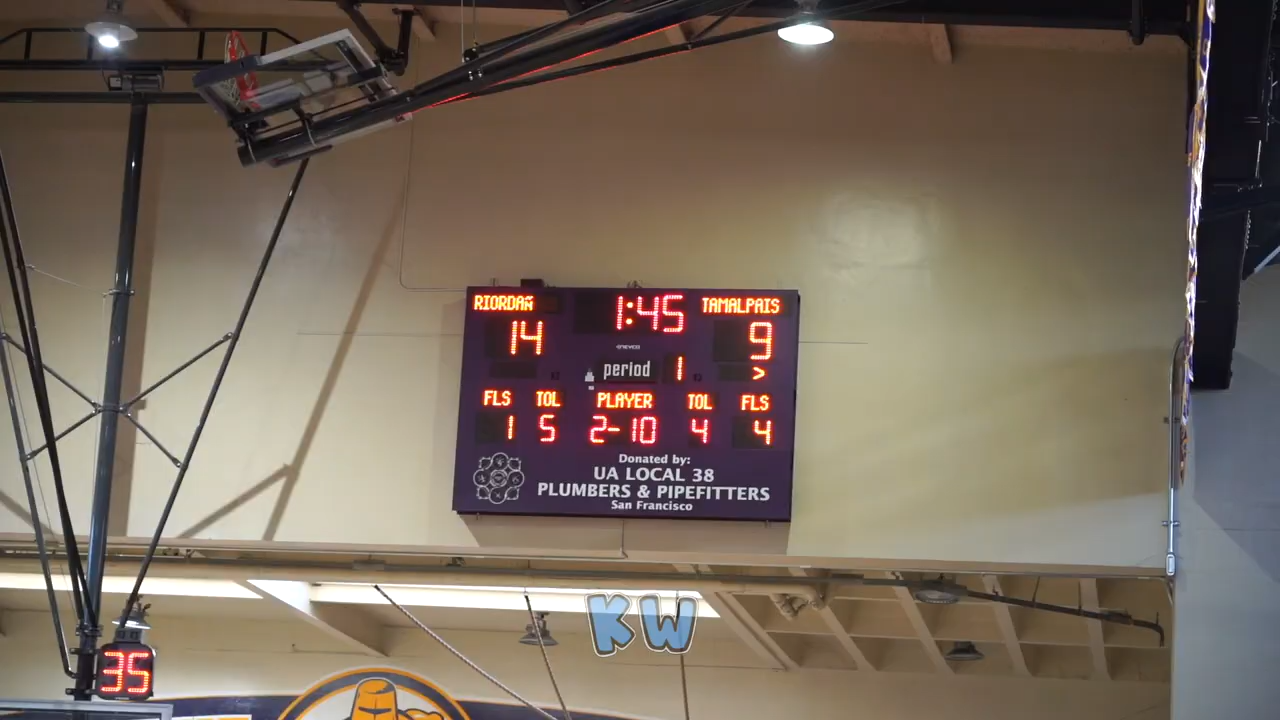 RIORDAN 1:45 TAMALPAIS
14 9
period 1 >
FLS TOL PLAYER TOL FLS
1 5 2-10 4 4
Donated by:
UA LOCAL 38
PLUMBERS & PIPEFITTERS
San Francisco
KW
35